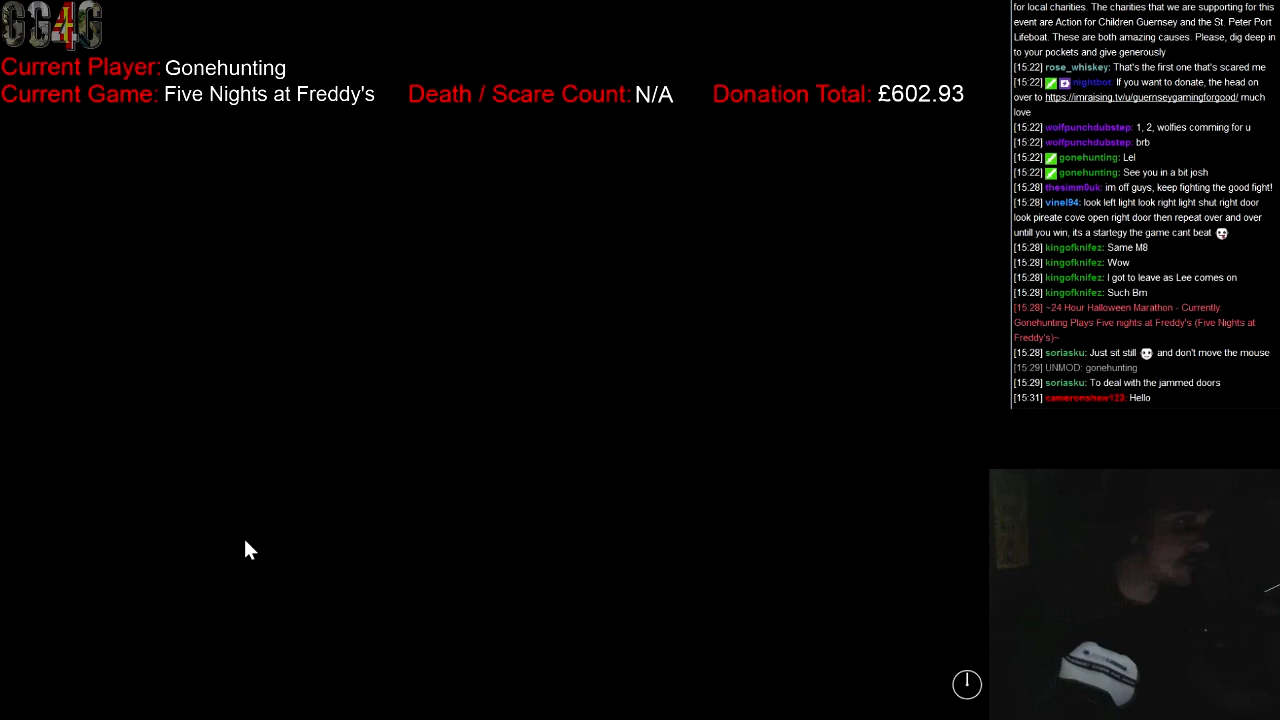 GG4G
Current Player: Gonehunting
Current Game: Five Nights at Freddy's Death / Scare Count: N/A Donation Total: £602.93
for local charities. The charities that we are supporting for this
event are Action for Children Guernsey and the St. Peter Port
Lifeboat. These are both amazing causes. Please, dig deep in
to your pockets and give generously
[15:22] rose_whiskey: That's the first one that's scared me
[15:22] nightbot: If you want to donate, the head on
over to https://imraising.tv/u/guernseygamingforgood/ much
love
[15:22] wolfpunchdubstep: 1, 2, wolfies comming for u
[15:22] wolfpunchdubstep: brb
[15:22] gonehunting: Lel
[15:22] gonehunting: See you in a bit josh
[15:28] thesimm0uk: im off guys, keep fighting the good fight!
[15:28] vinel94: look left light look right light shut right door
look pireate cove open right door then repeat over and over
untill you win, its a startegy the game cant beat
[15:28] kingofknifez: Same M8
[15:28] kingofknifez: Wow
[15:28] kingofknifez: I got to leave as Lee comes on
[15:28] kingofknifez: Such Bm
[15:28] ~24 Hour Halloween Marathon - Currently
Gonehunting Plays Five nights at Freddy's (Five Nights at
Freddy's)~
[15:28] soriasku: Just sit still and don't move the mouse
[15:29] UNMOD: gonehunting
[15:29] soriasku: To deal with the jammed doors
[15:31] cameronshaw123: Hello